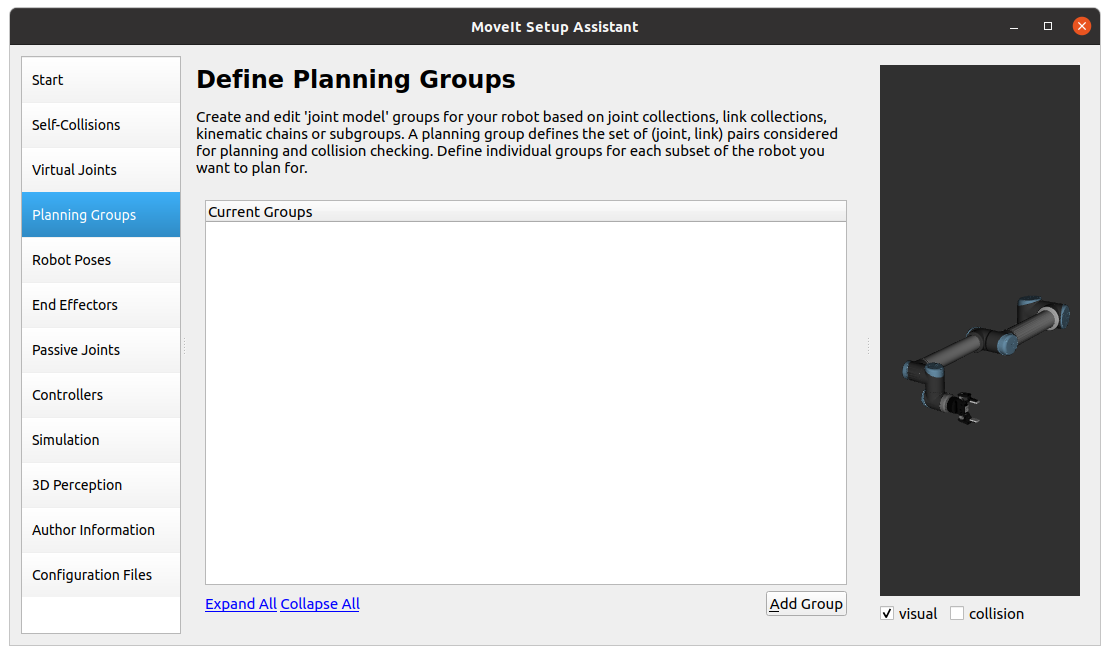 MoveIt Setup Assistant
Start
Self-Collisions
Virtual Joints
Planning Groups
Robot Poses
End Effectors
Passive Joints
Controllers
Simulation
3D Perception
Author Information
Configuration Files
Define Planning Groups
Create and edit 'joint model' groups for your robot based on joint collections, link collections,
kinematic chains or subgroups. A planning group defines the set of (joint, link) pairs considered
for planning and collision checking. Define individual groups for each subset of the robot you
want to plan for.
Current Groups
Expand All Collapse All
Add Group
visual
collision